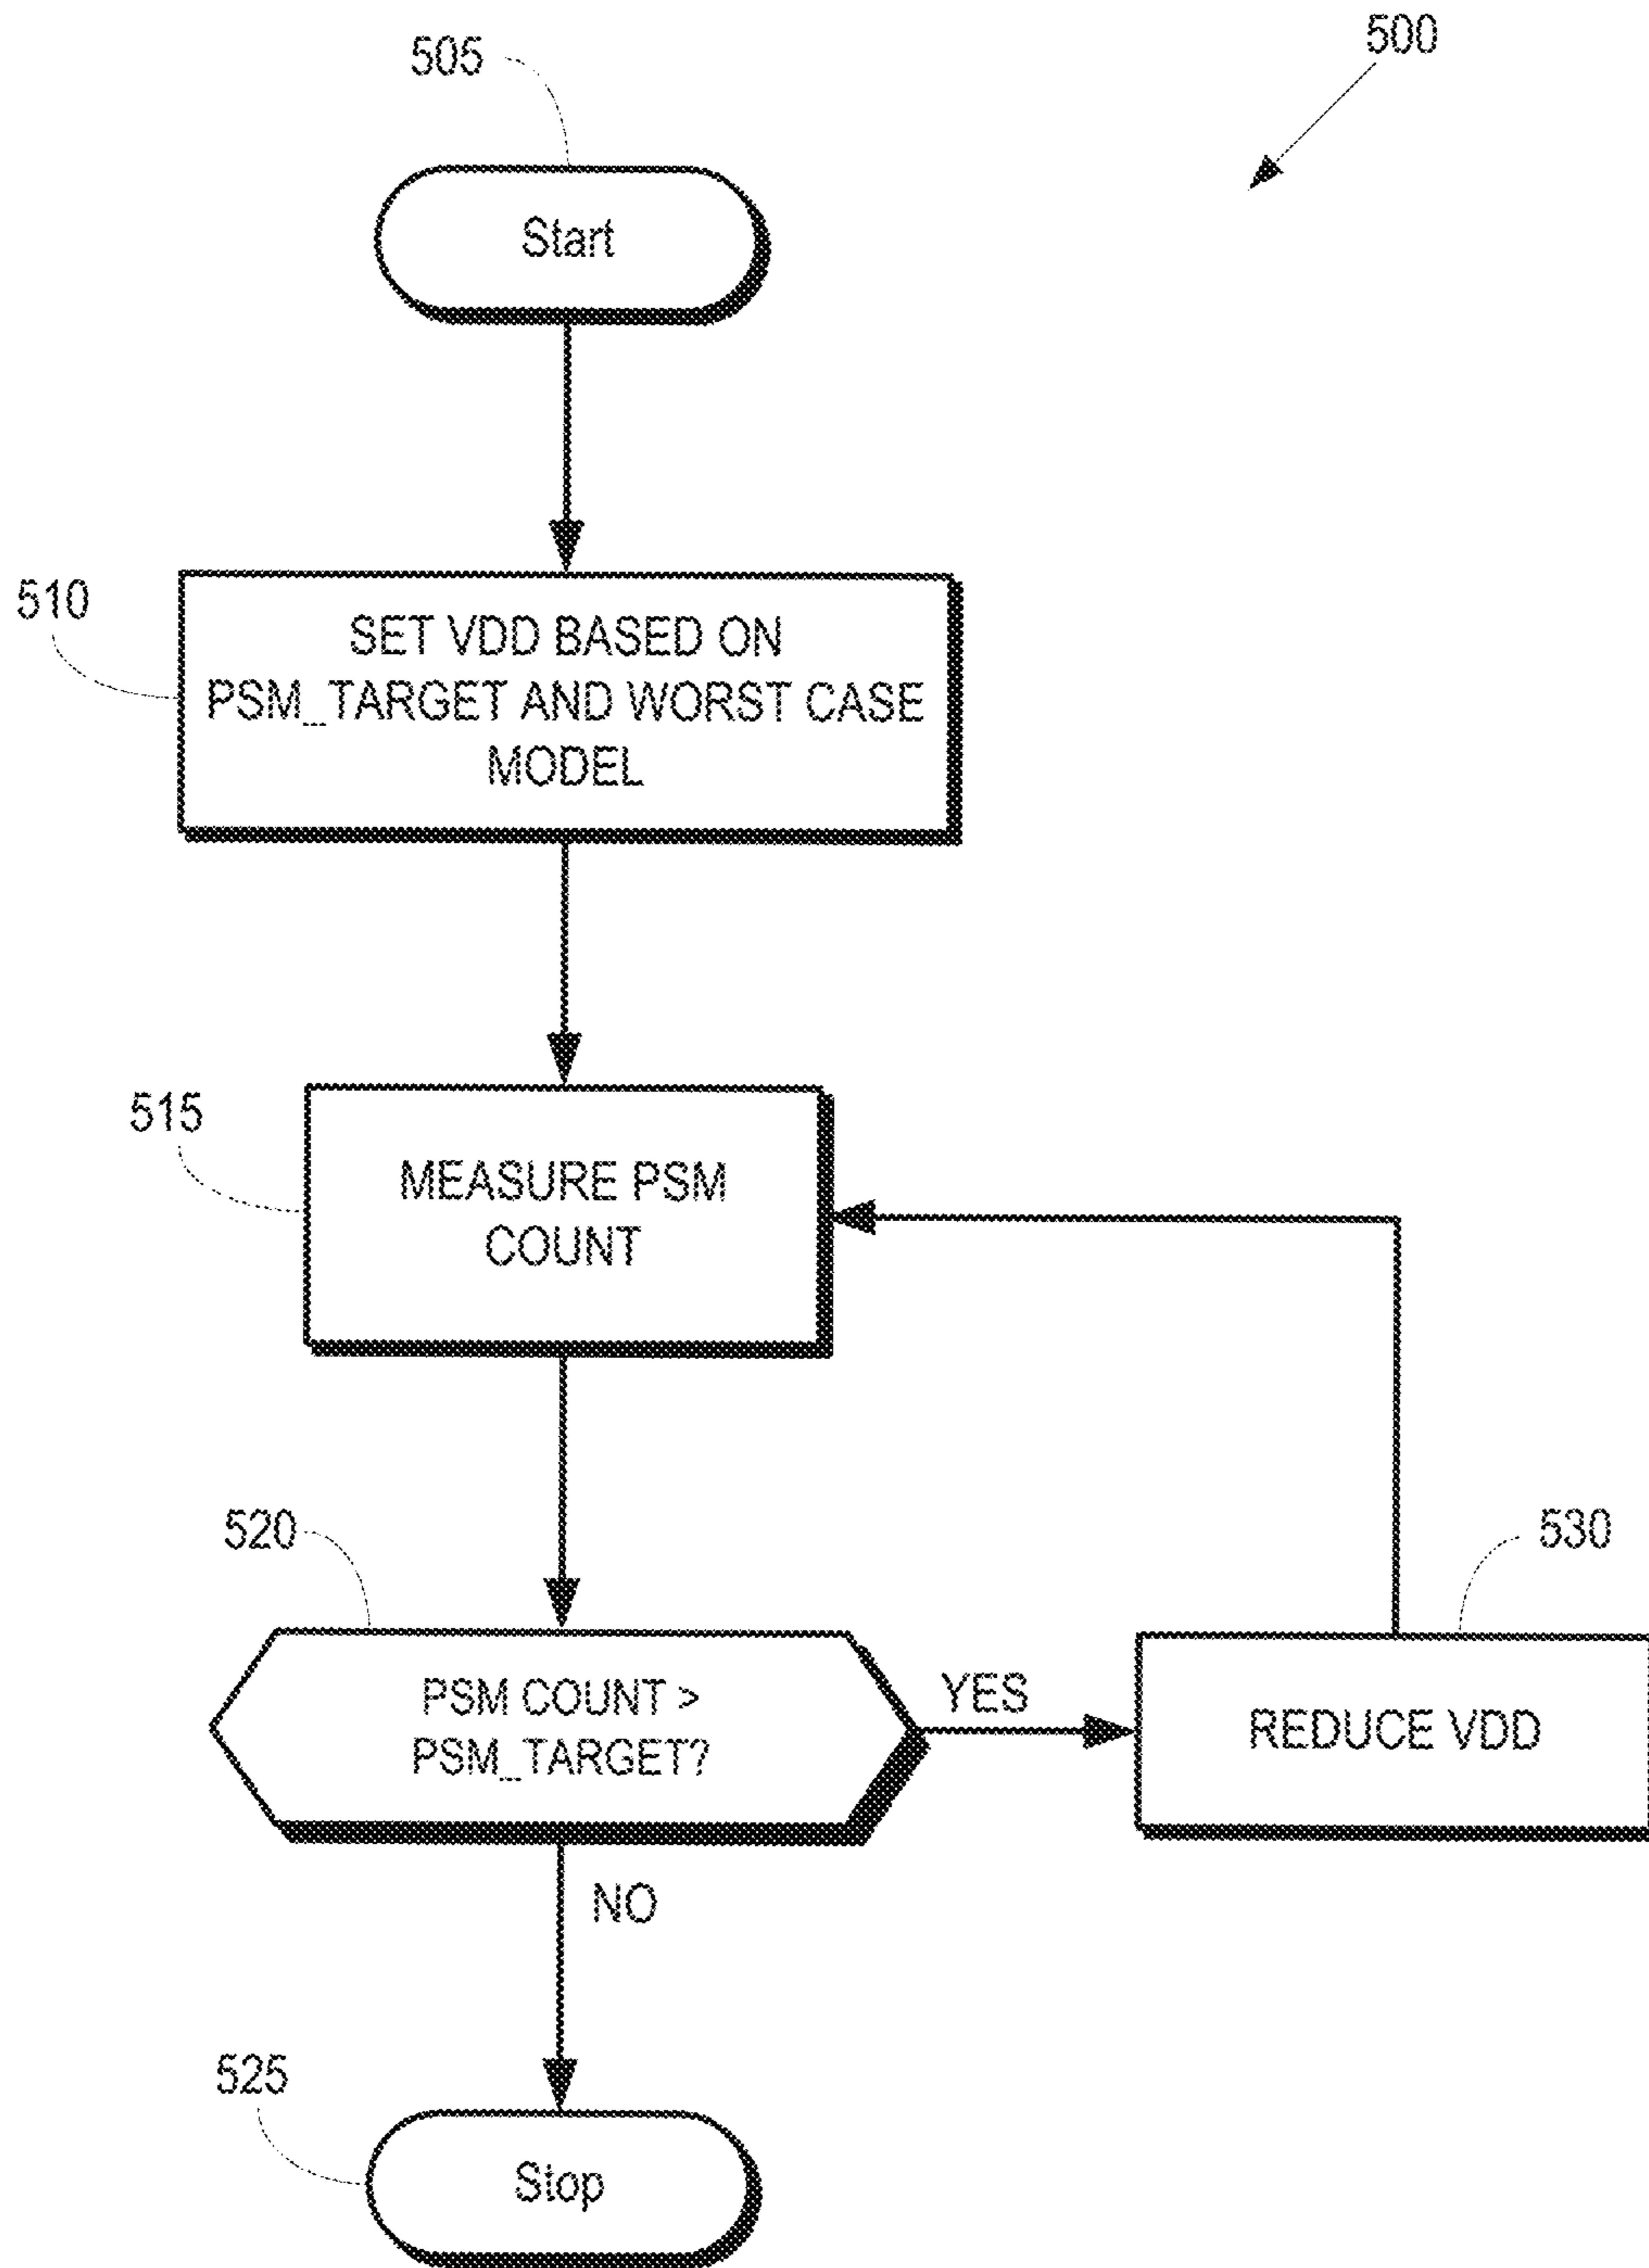 500
505
Start
510
SET VDD BASED ON
PSM_TARGET AND WORST CASE
MODEL
515
MEASURE PSM
COUNT
520
PSM COUNT >
PSM_TARGET?
YES
530
REDUCE VDD
NO
525
Stop